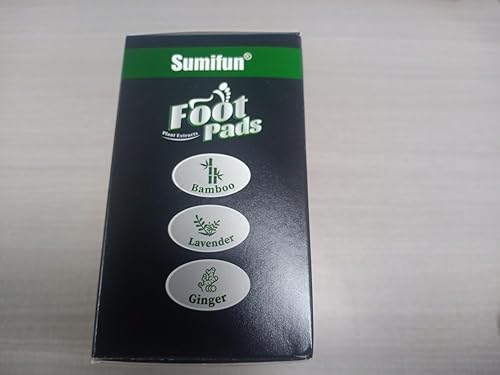 Sumifun®
Foot
Plant Extracts
Pads
Bamboo
Lavender
Ginger